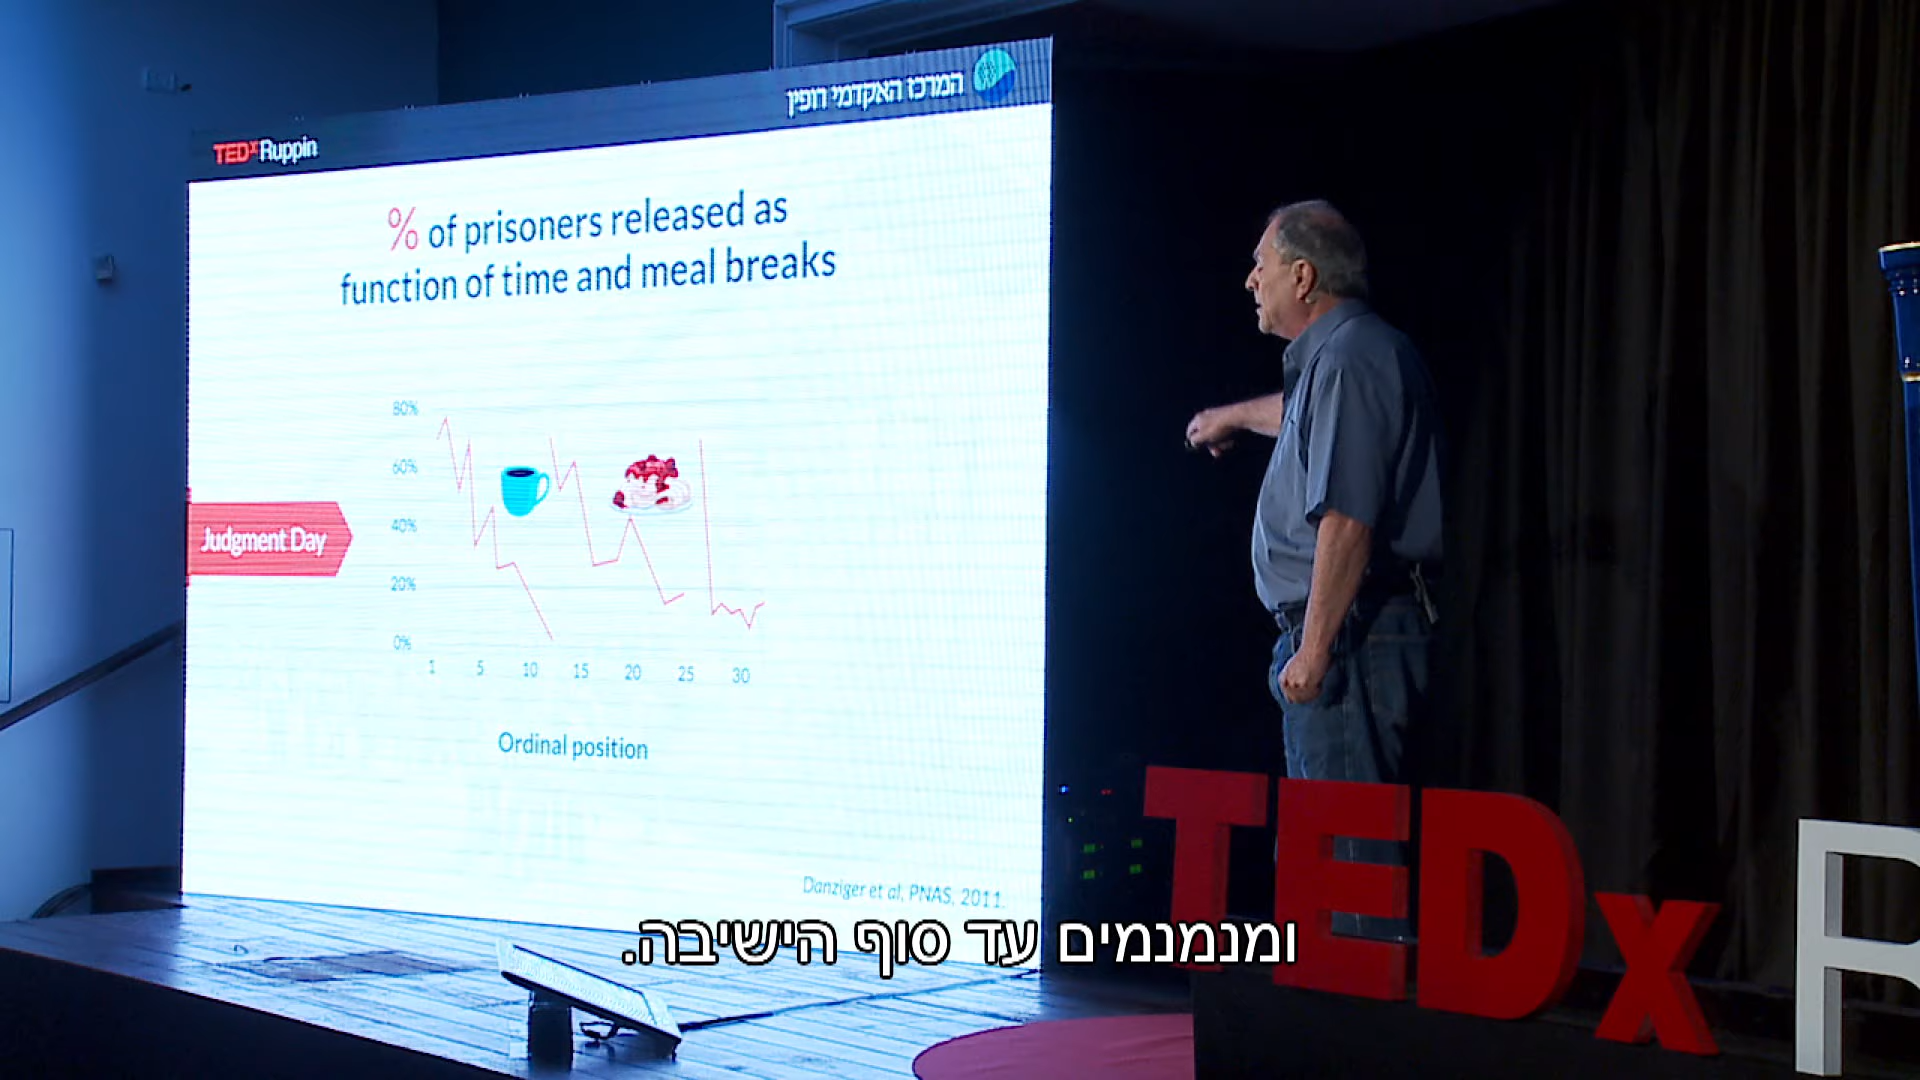 המרכז האקדמי רופין
TEDxRuppin
% of prisoners released as
function of time and meal breaks
80%
60%
40%
20%
0%
1 5 10 15 20 25 30
Judgment Day
Ordinal position
Danziger et al, PNAS, 2011.
ומנמנמים עד סוף הישיבה.
TEDx R